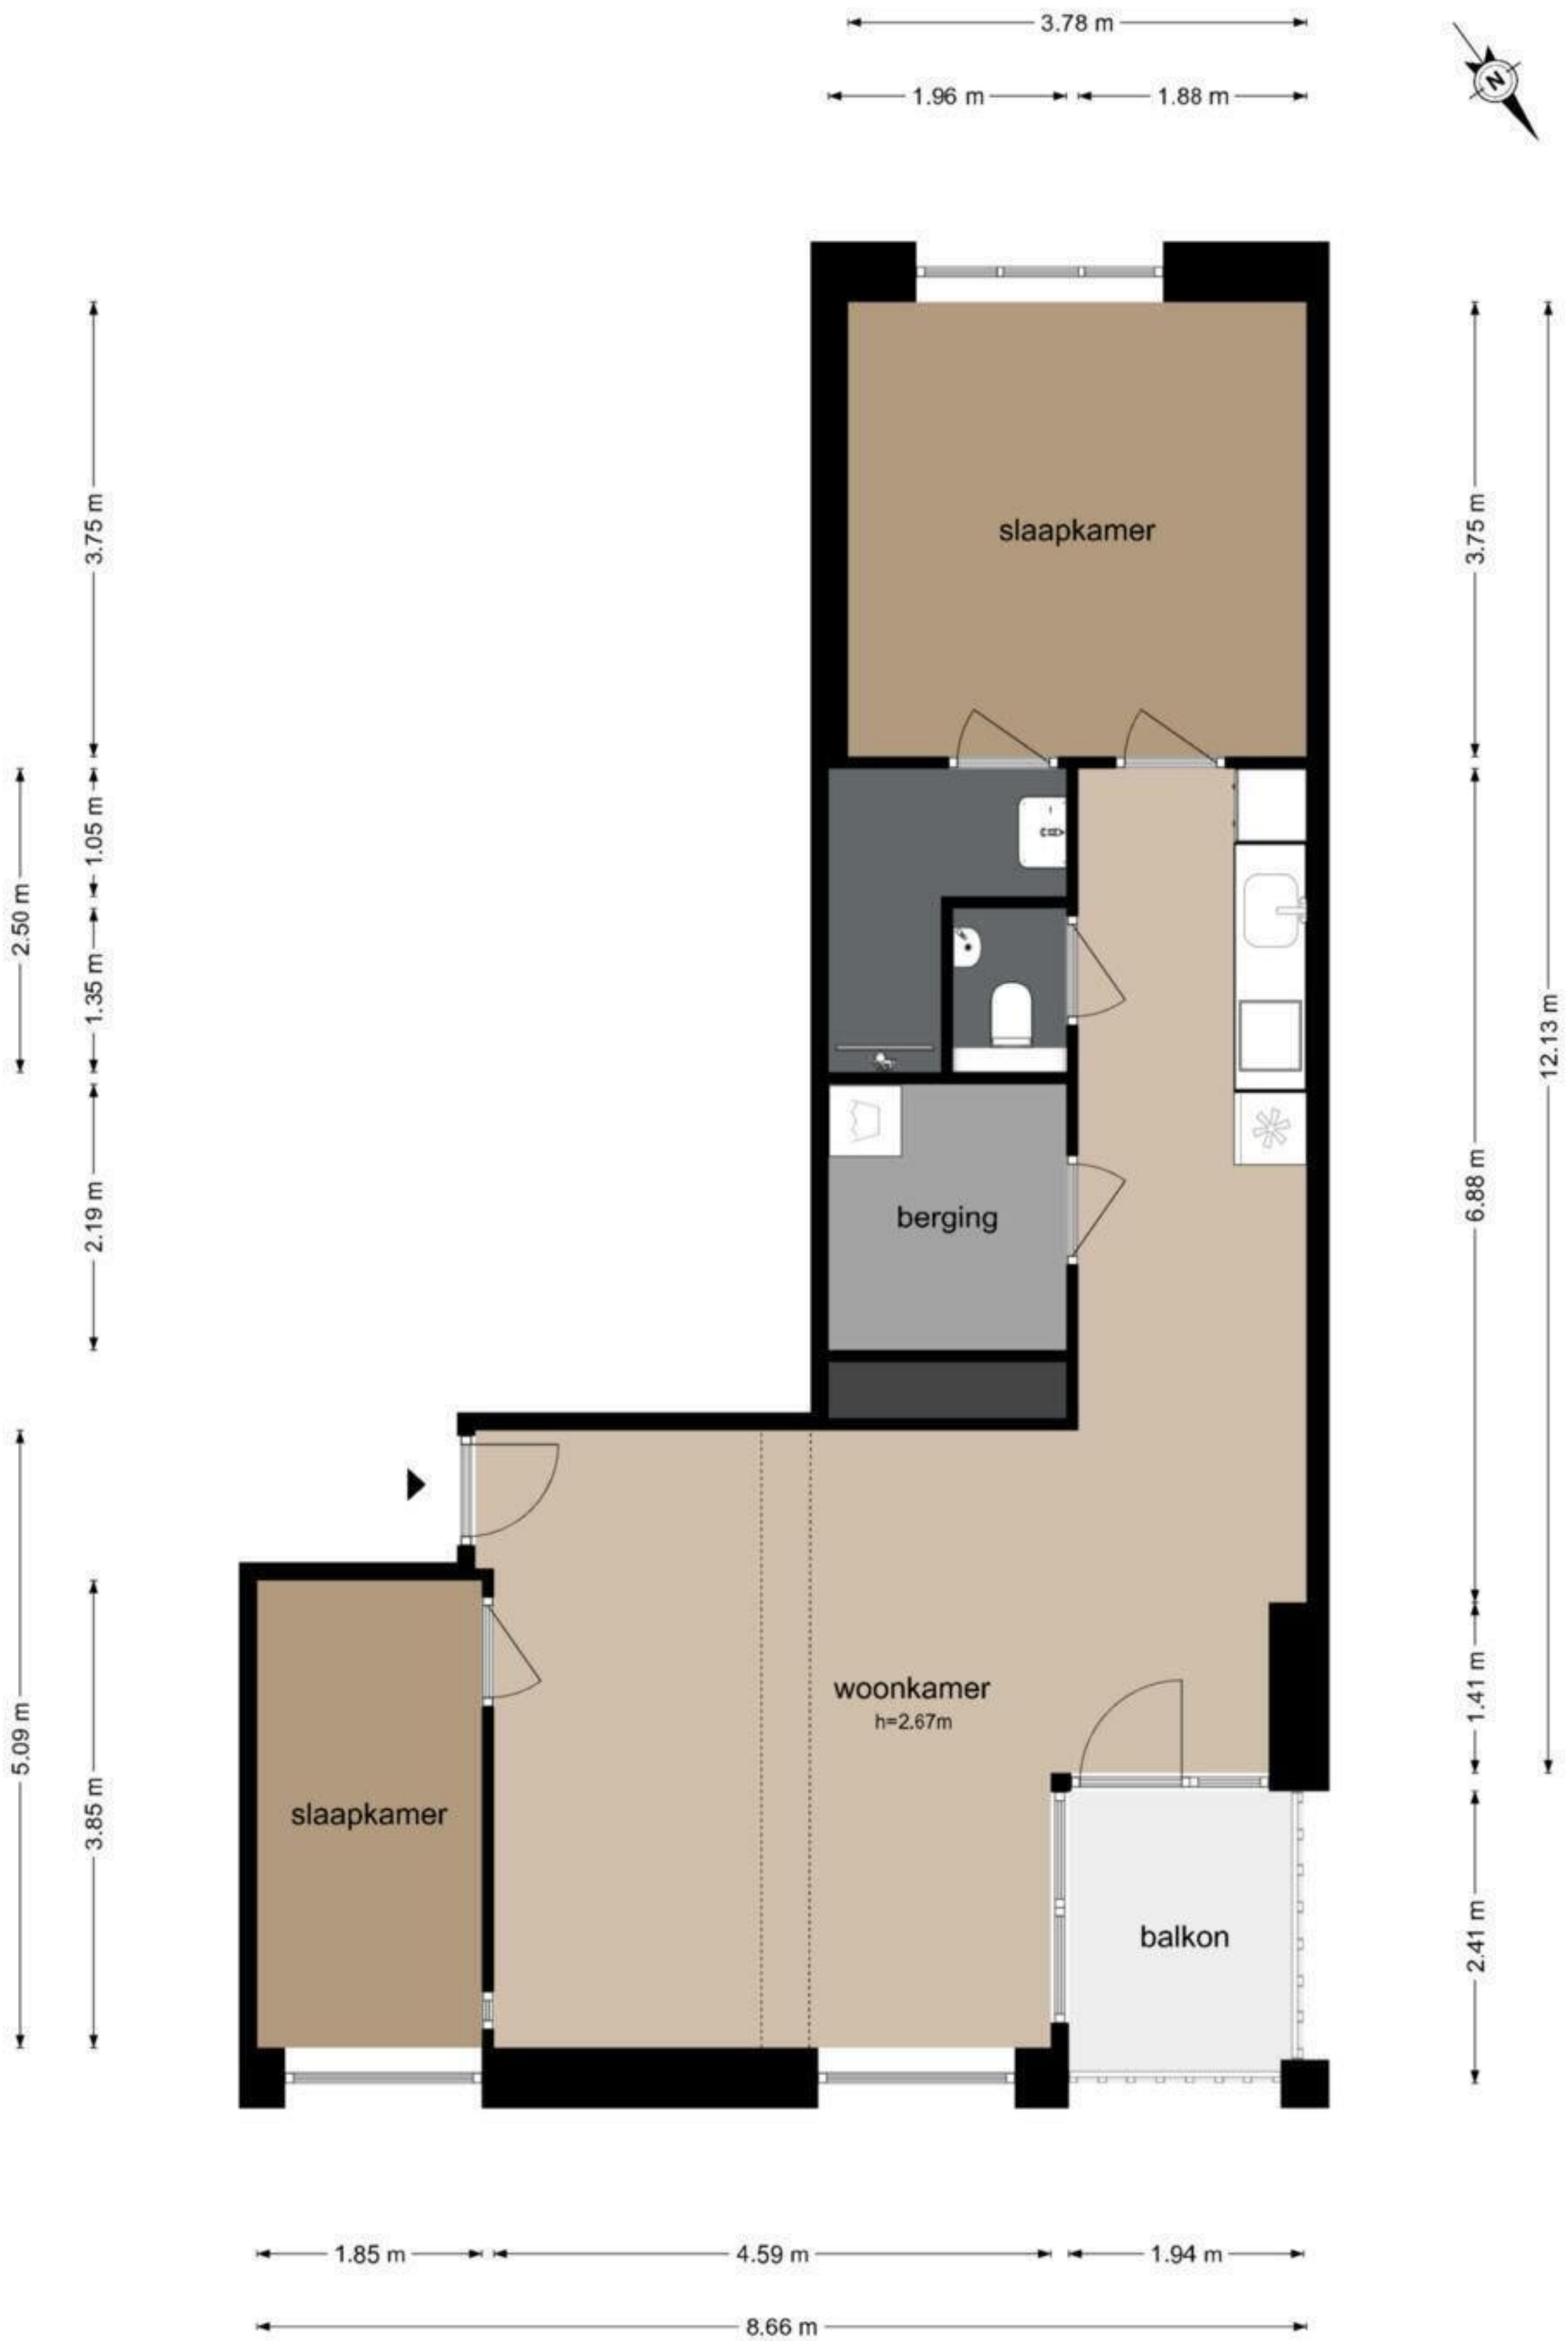 3.78 m
1.96 m
1.88 m
N
slaapkamer
3.75 m
3.75 m
1.05 m
2.50 m
1.35 m
12.13 m
2.19 m
6.88 m
berging
woonkamer
h=2.67m
1.41 m
5.09 m
slaapkamer
3.85 m
balkon
2.41 m
1.85 m
4.59 m
1.94 m
8.66 m